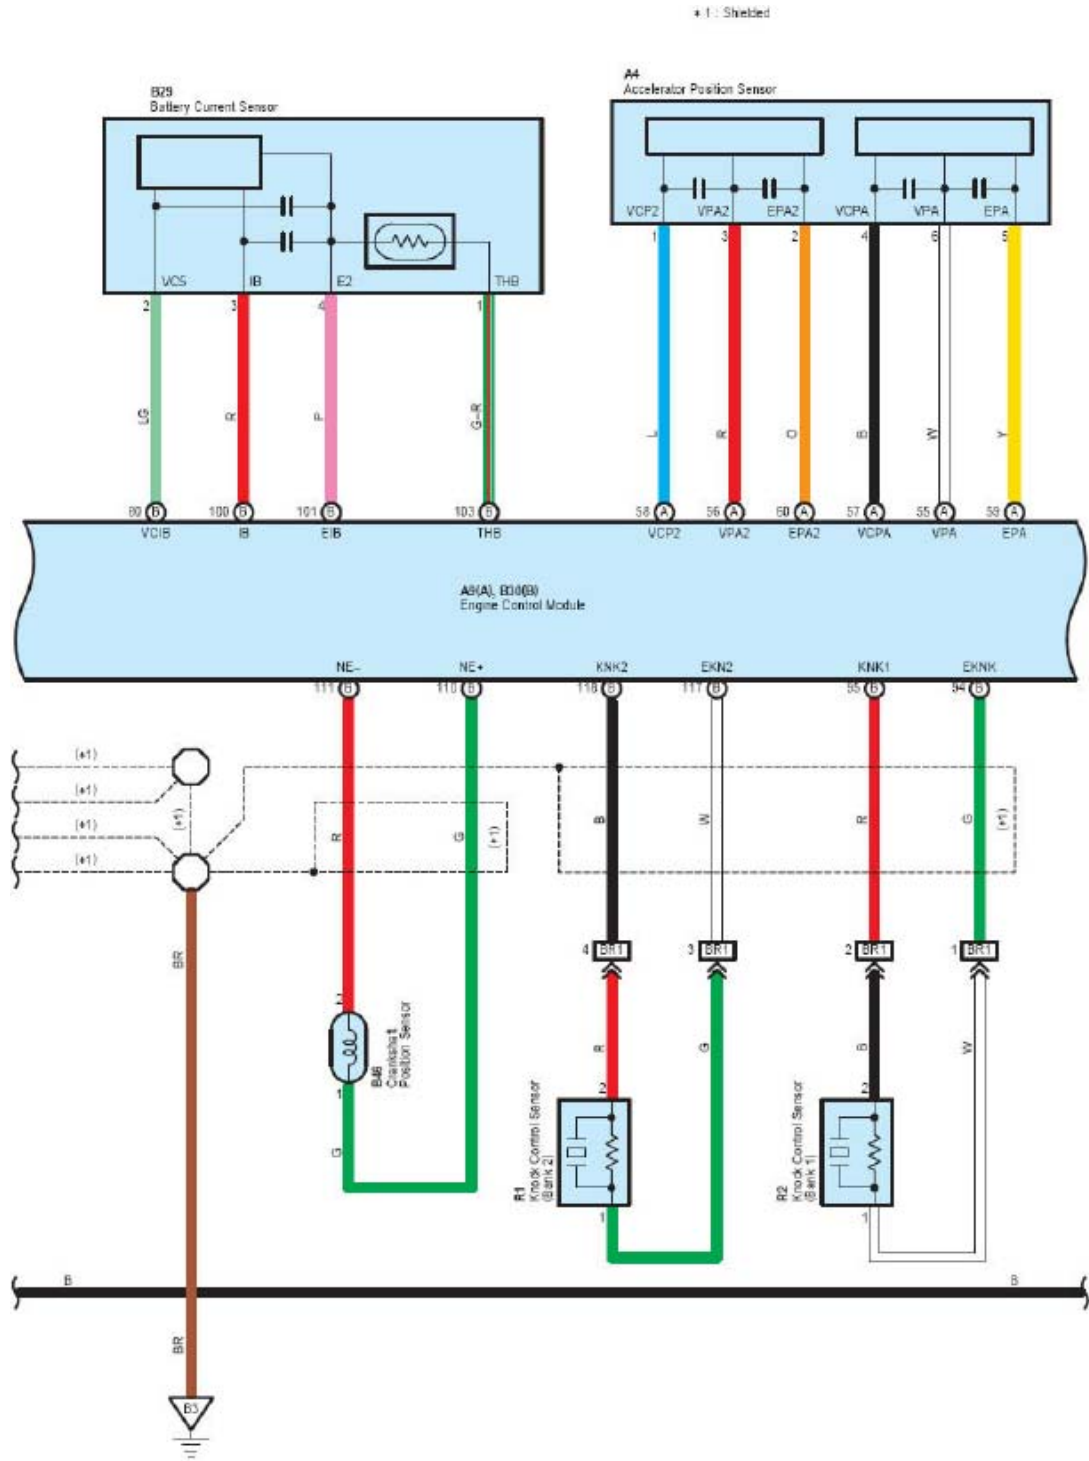 * 1 : Shielded
B29
Battery Current Sensor
A4
Accelerator Position Sensor
VCS IB E2 THB
2 3 4 1
VCP2 VPA2 EPA2 VCPA VPA EPA
1 3 2 4 6 5
LG R P G-R L R O B W Y
80 B 100 B 101 B 103 B 58 A 56 A 60 A 57 A 55 A 59 A
VCIB IB EIB THB VCP2 VPA2 EPA2 VCPA VPA EPA
A9(A), B30(B)
Engine Control Module
NE- NE+ KNK2 EKN2 KNK1 EKNK
111 B 110 B 118 B 117 B 95 B 94 B
(*1)
(*1)
(*1)
(*1)
(*1)
R G (*1) B W R G (*1)
BR
4 BR1 3 BR1 2 BR1 1 BR1
2
B46
Crankshaft
Position Sensor
1
G
R G B W
2 2
R1
Knock Control Sensor
(Bank 2)
R2
Knock Control Sensor
(Bank 1)
1 1
B B
BR
B3